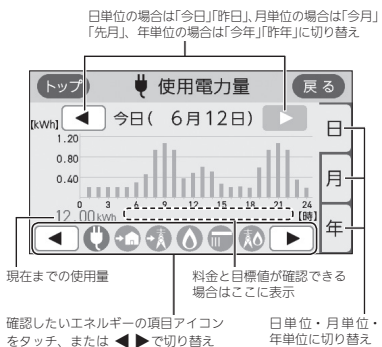 日単位の場合は「今日」「昨日」、月単位の場合は「今月」
「先月」、年単位の場合は「今年」「昨年」に切り替え
トップ
使用電力量
戻る
[kWh]
今日( 6月12日)
日
月
年
1.20
0.80
0.40
0 3 6 9 12 15 18 21 24
12.00kWh
[時]
現在までの使用量
料金と目標値が確認できる
場合はここに表示
確認したいエネルギーの項目アイコン
をタッチ、または ◀ ▶ で切り替え
日単位・月単位・
年単位に切り替え